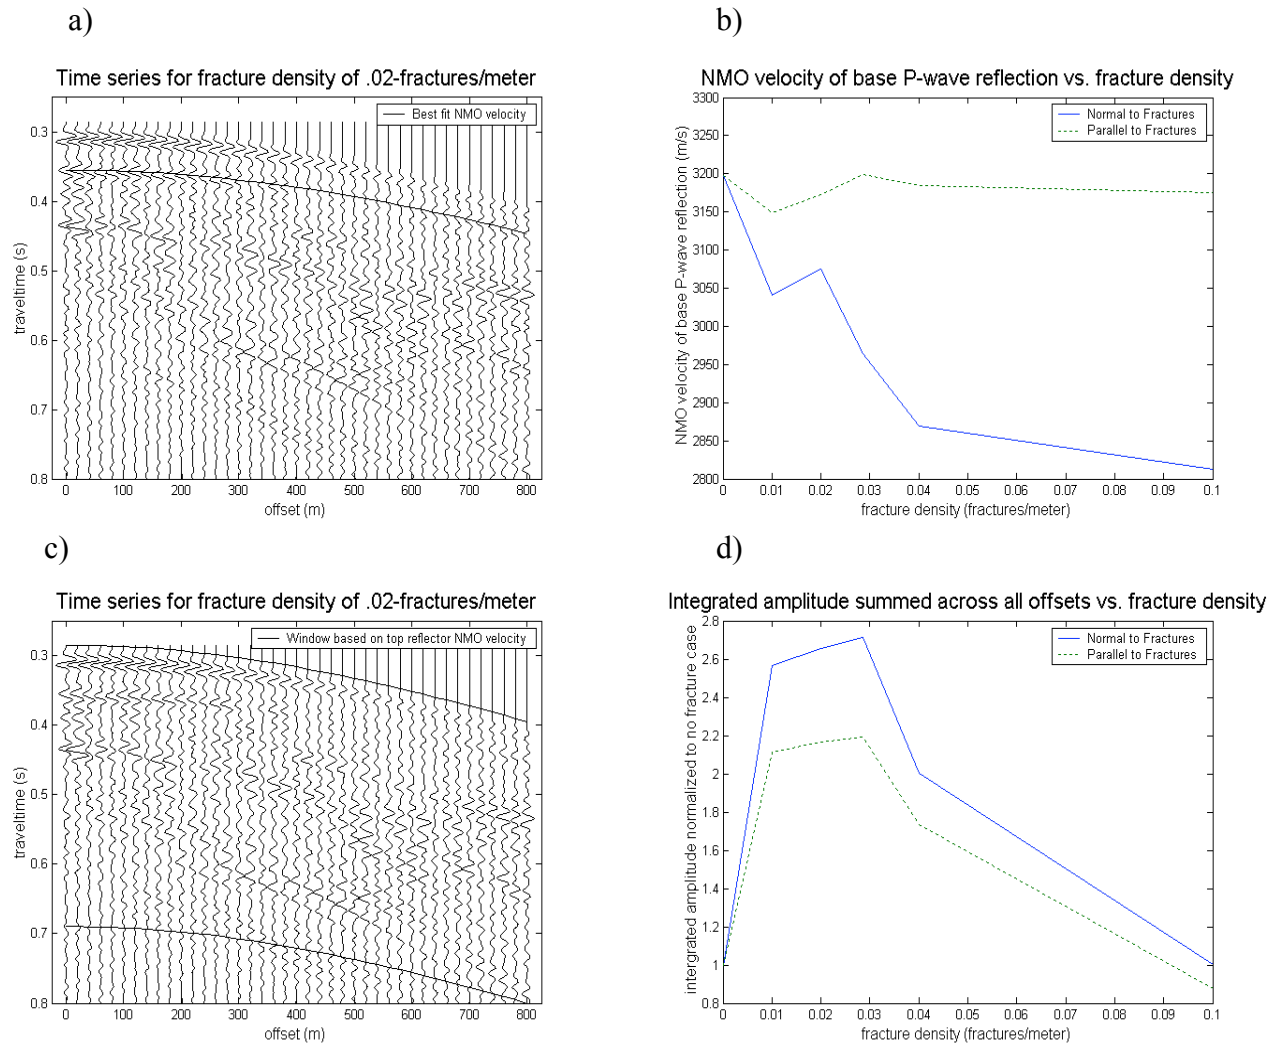 a)
Time series for fracture density of .02-fractures/meter
Best fit NMO velocity
traveltime (s)
0.3
0.4
0.5
0.6
0.7
0.8
0 100 200 300 400 500 600 700 800
offset (m)
b)
NMO velocity of base P-wave reflection vs. fracture density
Normal to Fractures
Parallel to Fractures
NMO velocity of base P-wave reflection (m/s)
3300
3250
3200
3150
3100
3050
3000
2950
2900
2850
2800
0 0.01 0.02 0.03 0.04 0.05 0.06 0.07 0.08 0.09 0.1
fracture density (fractures/meter)
c)
Time series for fracture density of .02-fractures/meter
Window based on top reflector NMO velocity
traveltime (s)
0.3
0.4
0.5
0.6
0.7
0.8
0 100 200 300 400 500 600 700 800
offset (m)
d)
Integrated amplitude summed across all offsets vs. fracture density
Normal to Fractures
Parallel to Fractures
intergrated amplitude normalized to no fracture case
2.8
2.6
2.4
2.2
2
1.8
1.6
1.4
1.2
1
0.8
0 0.01 0.02 0.03 0.04 0.05 0.06 0.07 0.08 0.09 0.1
fracture density (fractures/meter)